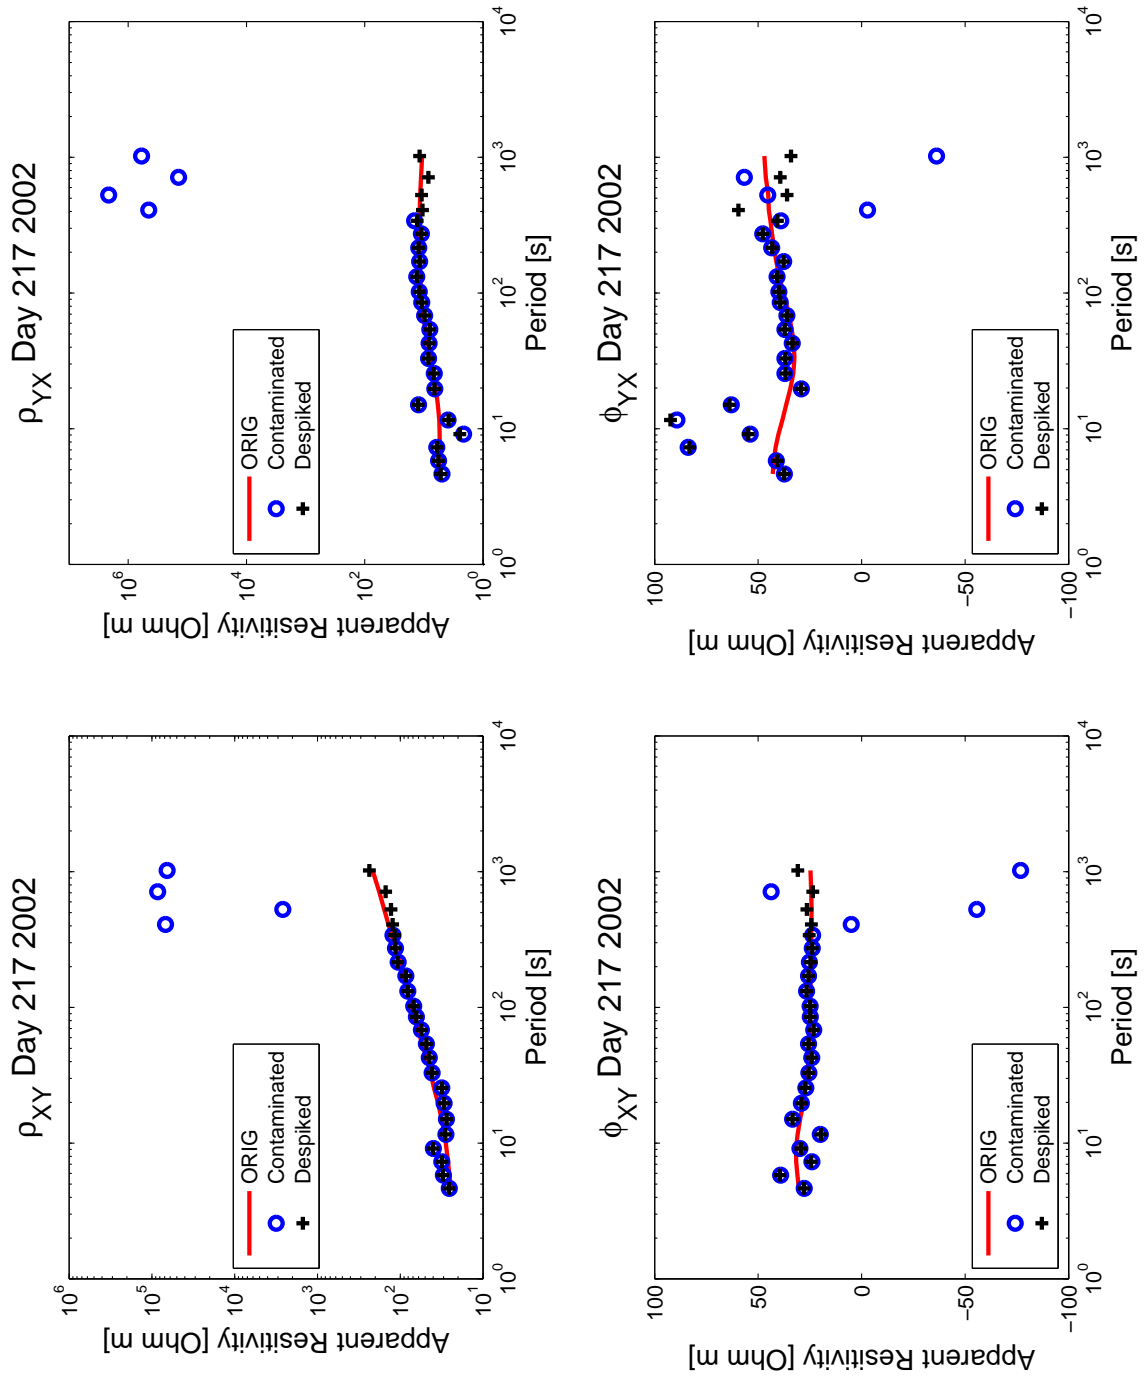 ρXY Day 217 2002
Apparent Resitivity [Ohm m]
10^6
10^5
10^4
10^3
10^2
10^1
ORIG
Contaminated
Despiked
10^0 10^1 10^2 10^3 10^4
Period [s]
ρYX Day 217 2002
Apparent Resitivity [Ohm m]
10^6
10^4
10^2
10^0
ORIG
Contaminated
Despiked
10^0 10^1 10^2 10^3 10^4
Period [s]
ϕXY Day 217 2002
Apparent Resitivity [Ohm m]
100
50
0
−50
−100
ORIG
Contaminated
Despiked
10^0 10^1 10^2 10^3 10^4
Period [s]
ϕYX Day 217 2002
Apparent Resitivity [Ohm m]
100
50
0
−50
−100
ORIG
Contaminated
Despiked
10^0 10^1 10^2 10^3 10^4
Period [s]